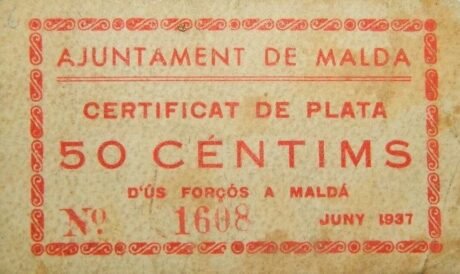 AJUNTAMENT DE MALDA
CERTIFICAT DE PLATA
50 CÉNTIMS
D'ÚS FORÇÓS A MALDÁ
Nº 1608 JUNY 1937